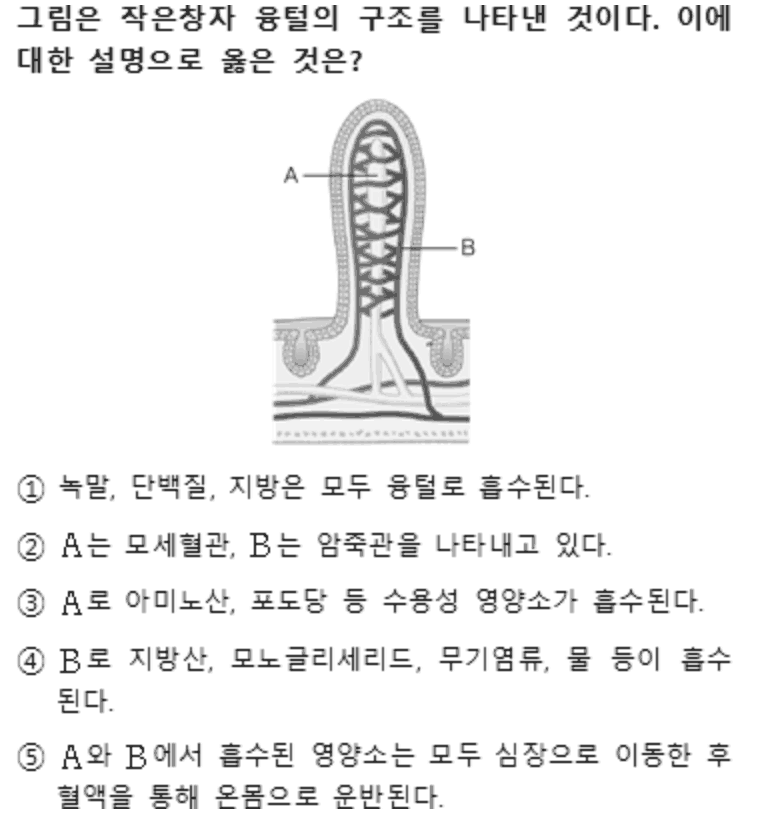 그림은 작은창자 융털의 구조를 나타낸 것이다. 이에
대한 설명으로 옳은 것은?
A
B
① 녹말, 단백질, 지방은 모두 융털로 흡수된다.
② A는 모세혈관, B는 암죽관을 나타내고 있다.
③ A로 아미노산, 포도당 등 수용성 영양소가 흡수된다.
④ B로 지방산, 모노글리세리드, 무기염류, 물 등이 흡수
된다.
⑤ A와 B에서 흡수된 영양소는 모두 심장으로 이동한 후
혈액을 통해 온몸으로 운반된다.